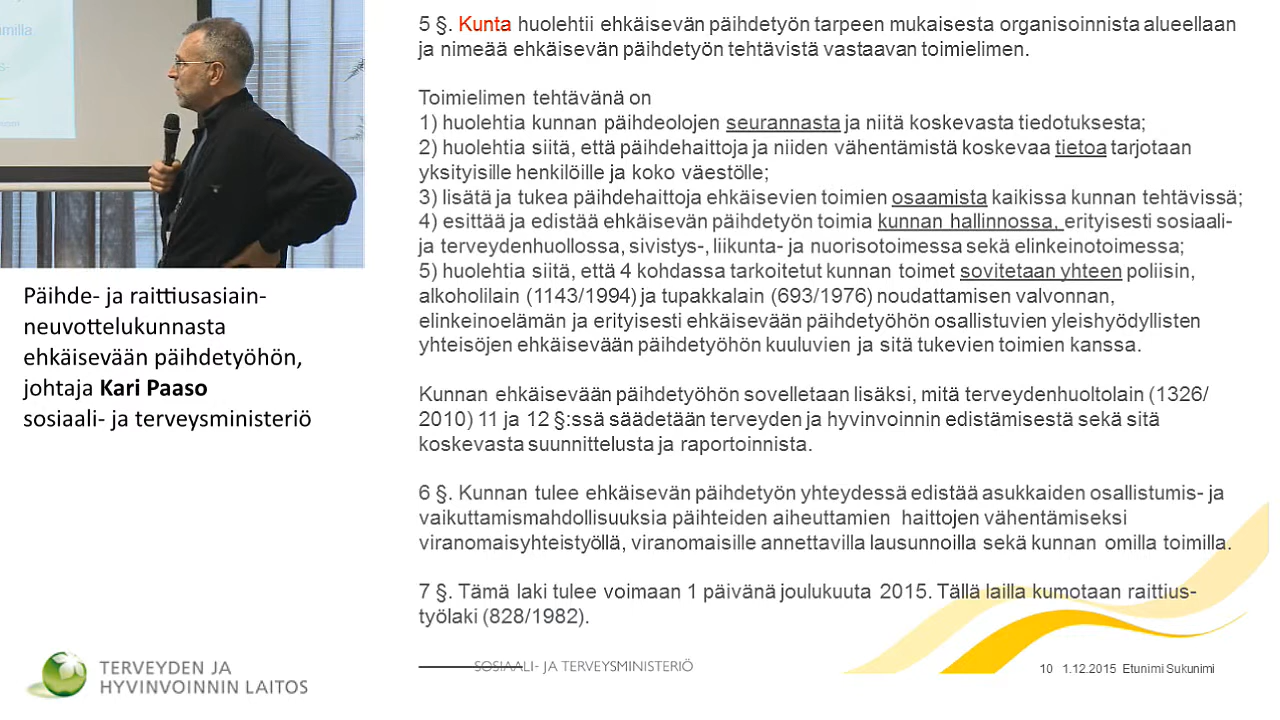 milla.
5 §. Kunta huolehtii ehkäisevän päihdetyön tarpeen mukaisesta organisoinnista alueellaan
ja nimeää ehkäisevän päihdetyön tehtävistä vastaavan toimielimen.
Toimielimen tehtävänä on
1) huolehtia kunnan päihdeolojen seurannasta ja niitä koskevasta tiedotuksesta;
2) huolehtia siitä, että päihdehaittoja ja niiden vähentämistä koskevaa tietoa tarjotaan
yksityisille henkilöille ja koko väestölle;
3) lisätä ja tukea päihdehaittoja ehkäisevien toimien osaamista kaikissa kunnan tehtävissä;
4) esittää ja edistää ehkäisevän päihdetyön toimia kunnan hallinnossa, erityisesti sosiaali-
ja terveydenhuollossa, sivistys-, liikunta- ja nuorisotoimessa sekä elinkeinotoimessa;
5) huolehtia siitä, että 4 kohdassa tarkoitetut kunnan toimet sovitetaan yhteen poliisin,
alkoholilain (1143/1994) ja tupakkalain (693/1976) noudattamisen valvonnan,
elinkeinoelämän ja erityisesti ehkäisevään päihdetyöhön osallistuvien yleishyödyllisten
yhteisöjen ehkäisevään päihdetyöhön kuuluvien ja sitä tukevien toimien kanssa.
Kunnan ehkäisevään päihdetyöhön sovelletaan lisäksi, mitä terveydenhuoltolain (1326/
2010) 11 ja 12 §:ssä säädetään terveyden ja hyvinvoinnin edistämisestä sekä sitä
koskevasta suunnittelusta ja raportoinnista.
6 §. Kunnan tulee ehkäisevän päihdetyön yhteydessä edistää asukkaiden osallistumis- ja
vaikuttamismahdollisuuksia päihteiden aiheuttamien haittojen vähentämiseksi
viranomaisyhteistyöllä, viranomaisille annettavilla lausunnoilla sekä kunnan omilla toimilla.
7 §. Tämä laki tulee voimaan 1 päivänä joulukuuta 2015. Tällä lailla kumotaan raittius-
työlaki (828/1982).
Päihde- ja raittiusasiain-
neuvottelukunnasta
ehkäisevään päihdetyöhön,
johtaja Kari Paaso
sosiaali- ja terveysministeriö
TERVEYDEN JA
HYVINVOINNIN LAITOS
SOSIAALI- JA TERVEYSMINISTERIÖ
10 1.12.2015 Etunimi Sukunimi